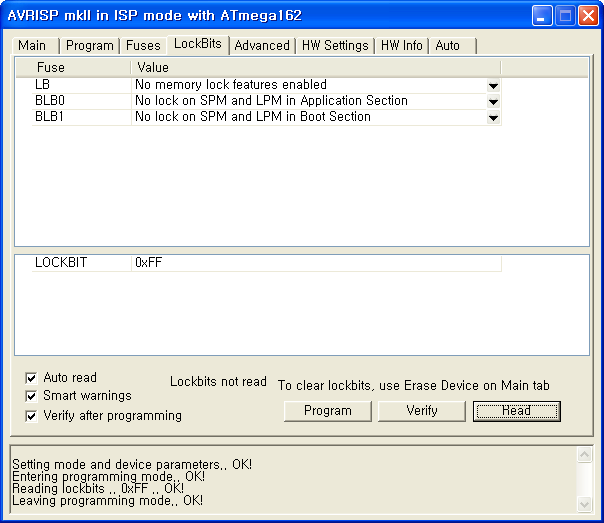 AVRISP mkII in ISP mode with ATmega162
Main Program Fuses LockBits Advanced HW Settings HW Info Auto
Fuse Value
LB No memory lock features enabled
BLB0 No lock on SPM and LPM in Application Section
BLB1 No lock on SPM and LPM in Boot Section
LOCKBIT 0xFF
Auto read
Smart warnings
Verify after programming
Lockbits not read
To clear lockbits, use Erase Device on Main tab
Program Verify Read
Setting mode and device parameters.. OK!
Entering programming mode.. OK!
Reading lockbits .. 0xFF .. OK!
Leaving programming mode.. OK!